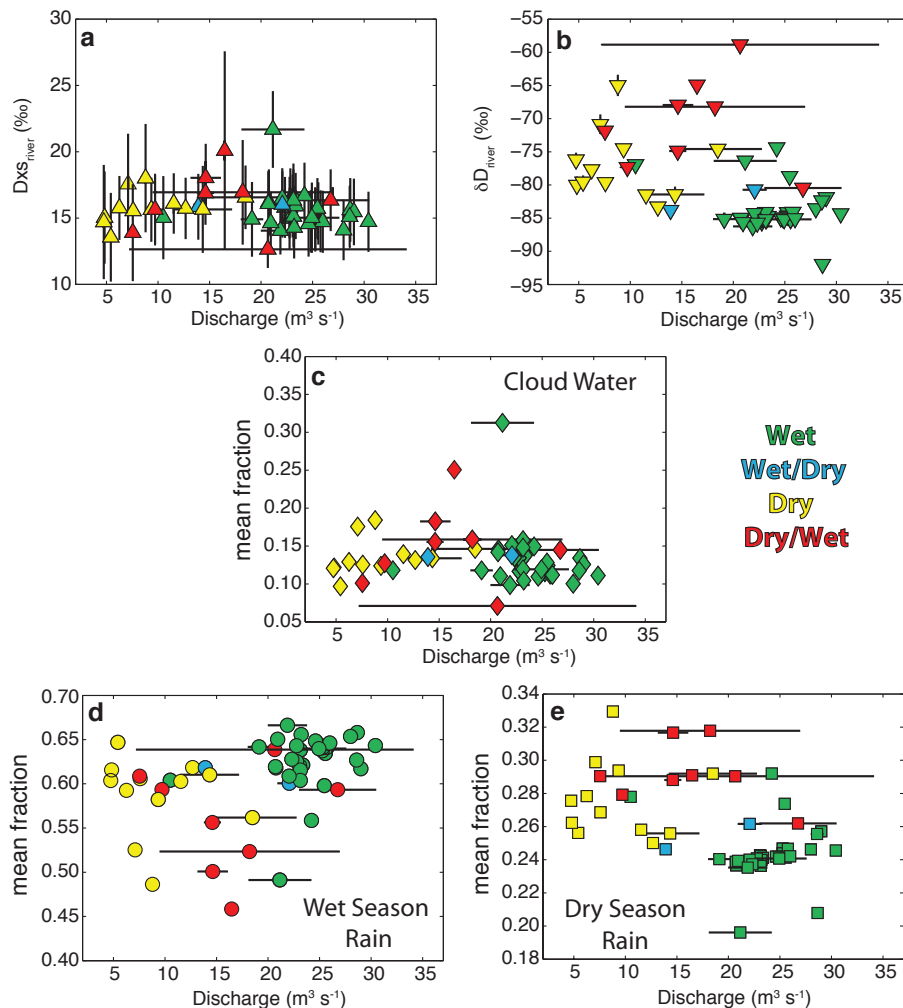 a
30
25
20
15
10
Dxsriver (‰)
5 10 15 20 25 30 35
Discharge (m³ s⁻¹)
b
−55
−60
−65
−70
−75
−80
−85
−90
−95
δDriver (‰)
5 10 15 20 25 30 35
Discharge (m³ s⁻¹)
c
Cloud Water
0.40
0.35
0.30
0.25
0.20
0.15
0.10
0.05
mean fraction
5 10 15 20 25 30 35
Discharge (m³ s⁻¹)
Wet
Wet/Dry
Dry
Dry/Wet
d
0.70
0.65
0.60
0.55
0.50
0.45
0.40
mean fraction
Wet Season
Rain
5 10 15 20 25 30 35
Discharge (m³ s⁻¹)
e
0.34
0.32
0.30
0.28
0.26
0.24
0.22
0.20
0.18
mean fraction
Dry Season
Rain
5 10 15 20 25 30 35
Discharge (m³ s⁻¹)